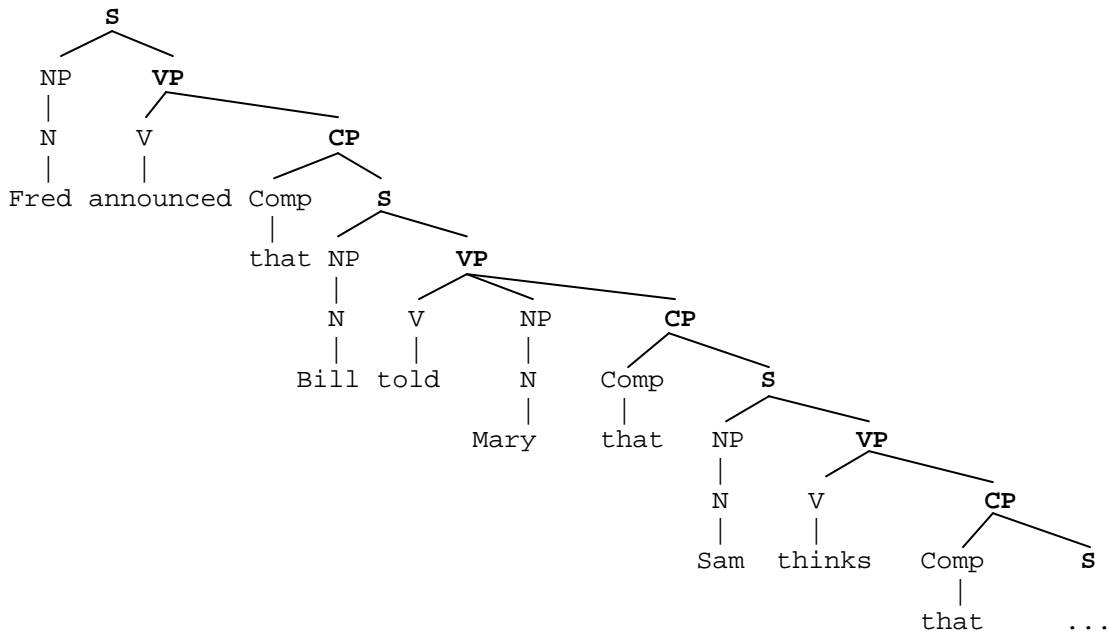 S
NP VP
N V CP
Fred announced Comp S
that NP VP
N V NP CP
Bill told N Comp S
Mary that NP VP
N V CP
Sam thinks Comp S
that ...